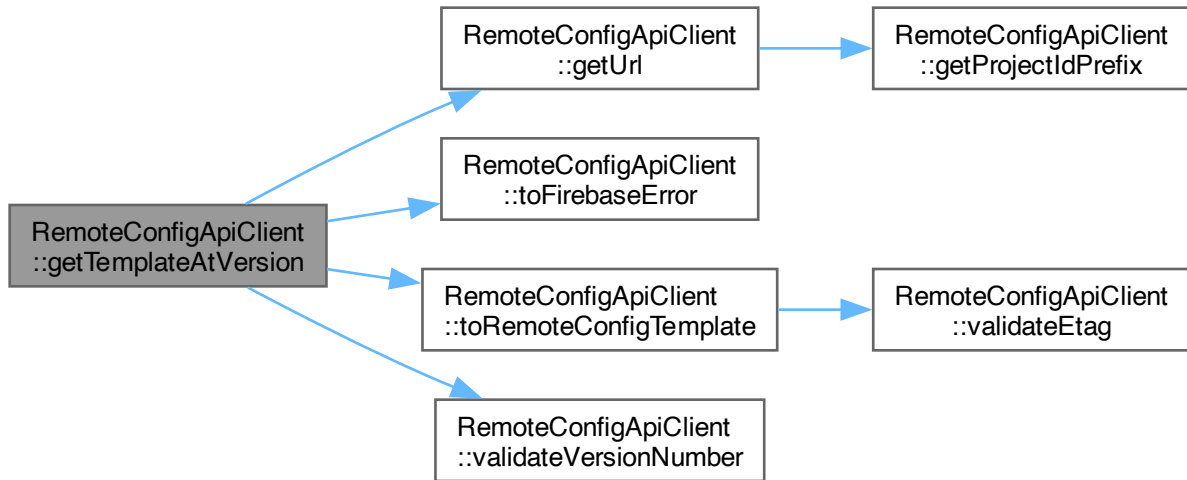 RemoteConfigApiClient
::getUrl
RemoteConfigApiClient
::getProjectIdPrefix
RemoteConfigApiClient
::toFirebaseError
RemoteConfigApiClient
::getTemplateAtVersion
RemoteConfigApiClient
::toRemoteConfigTemplate
RemoteConfigApiClient
::validateEtag
RemoteConfigApiClient
::validateVersionNumber